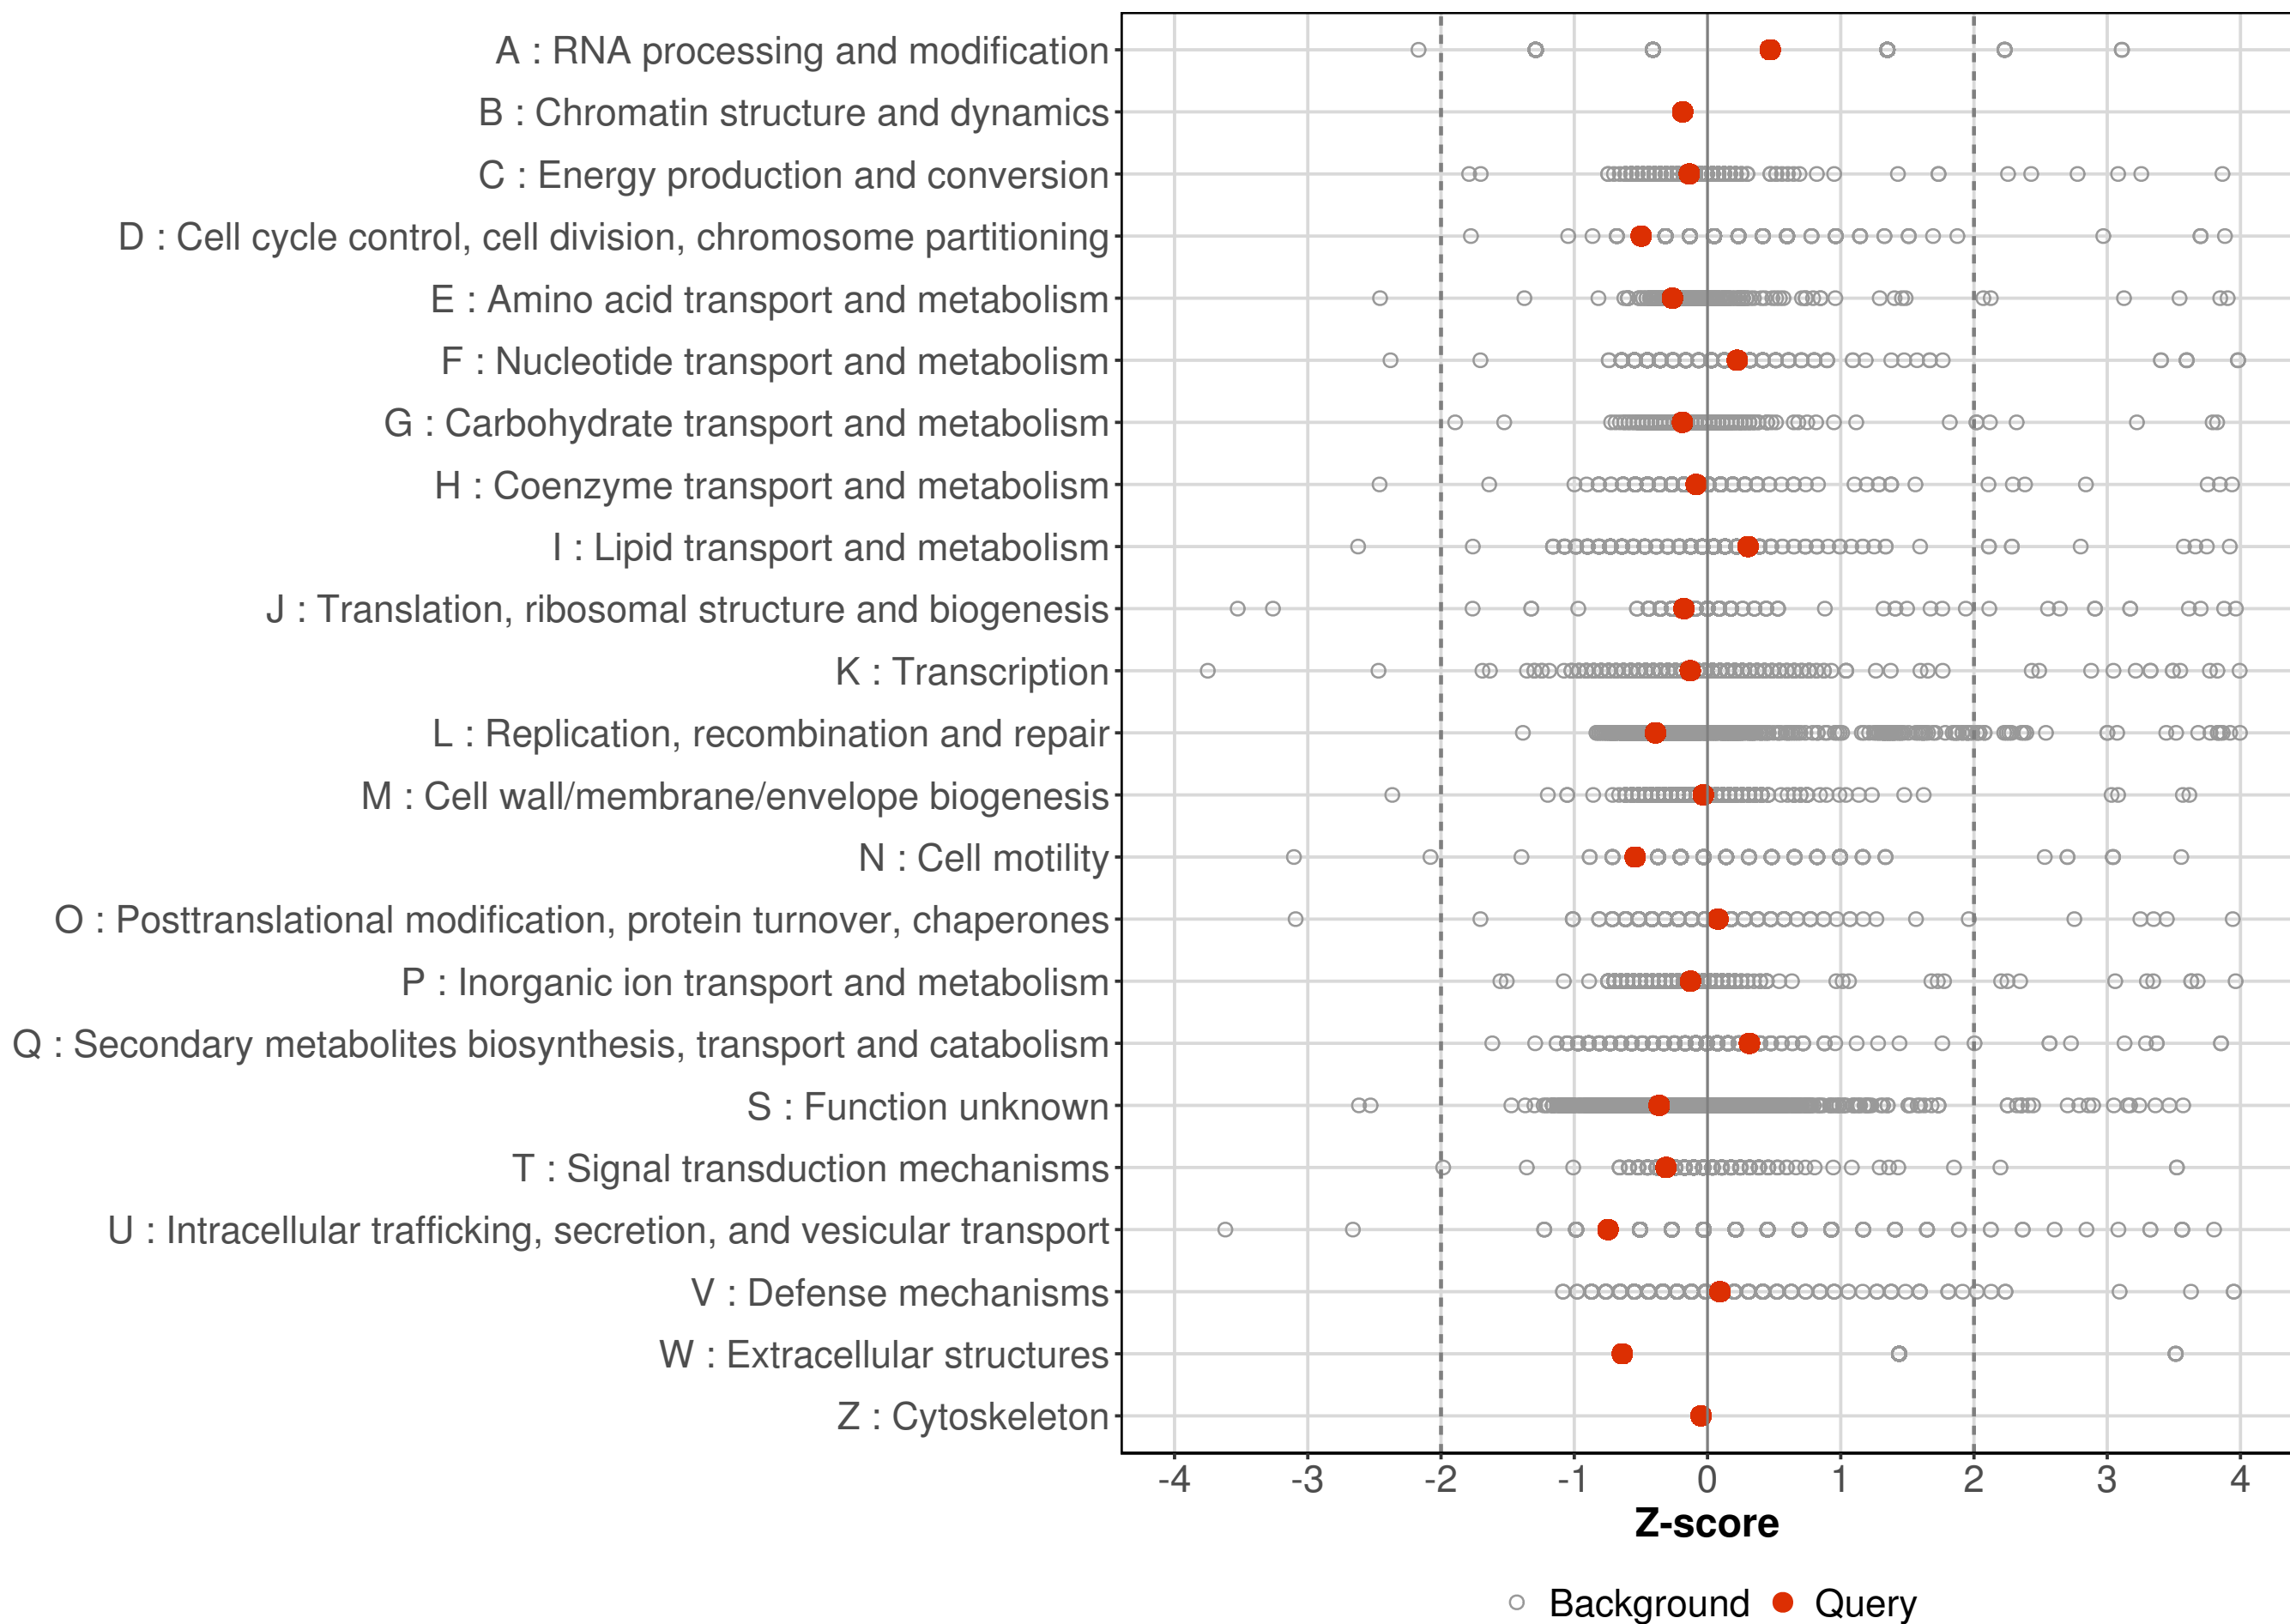 A : RNA processing and modification
B : Chromatin structure and dynamics
C : Energy production and conversion
D : Cell cycle control, cell division, chromosome partitioning
E : Amino acid transport and metabolism
F : Nucleotide transport and metabolism
G : Carbohydrate transport and metabolism
H : Coenzyme transport and metabolism
I : Lipid transport and metabolism
J : Translation, ribosomal structure and biogenesis
K : Transcription
L : Replication, recombination and repair
M : Cell wall/membrane/envelope biogenesis
N : Cell motility
O : Posttranslational modification, protein turnover, chaperones
P : Inorganic ion transport and metabolism
Q : Secondary metabolites biosynthesis, transport and catabolism
S : Function unknown
T : Signal transduction mechanisms
U : Intracellular trafficking, secretion, and vesicular transport
V : Defense mechanisms
W : Extracellular structures
Z : Cytoskeleton
-4 -3 -2 -1 0 1 2 3 4
Z-score
Background Query